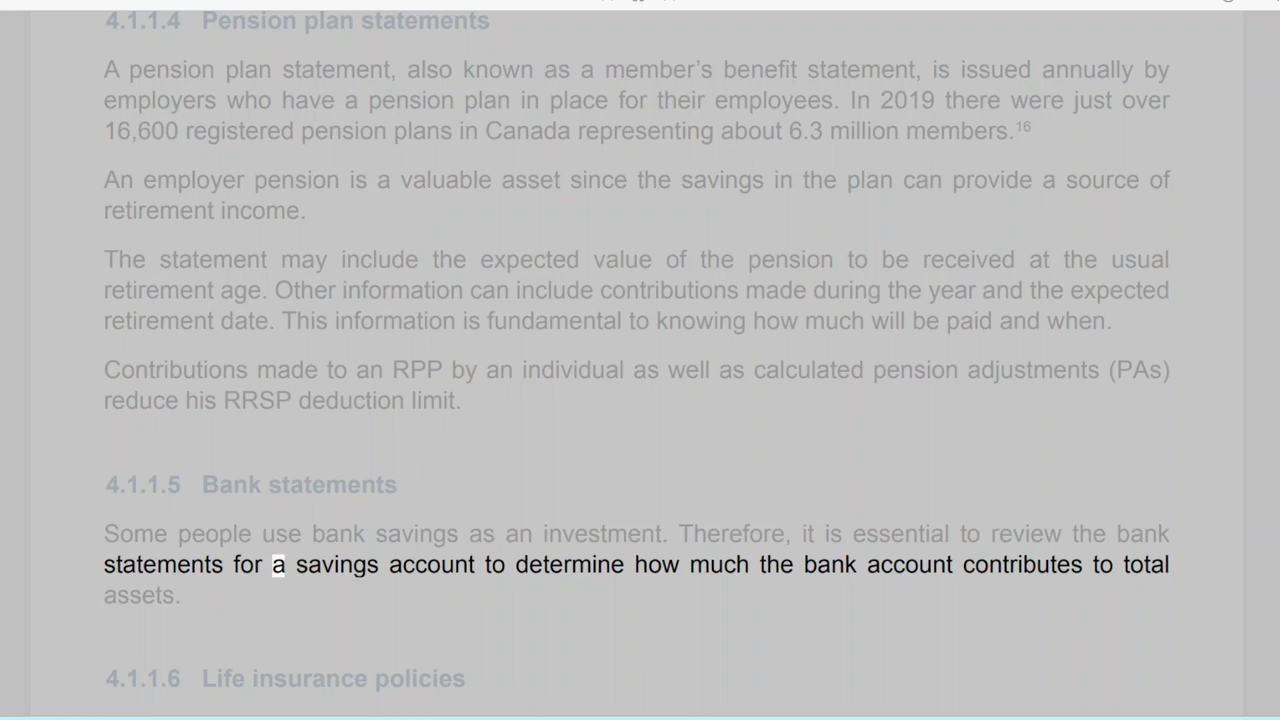 4.1.1.4 Pension plan statements
A pension plan statement, also known as a member’s benefit statement, is issued annually by
employers who have a pension plan in place for their employees. In 2019 there were just over
16,600 registered pension plans in Canada representing about 6.3 million members.16
An employer pension is a valuable asset since the savings in the plan can provide a source of
retirement income.
The statement may include the expected value of the pension to be received at the usual
retirement age. Other information can include contributions made during the year and the expected
retirement date. This information is fundamental to knowing how much will be paid and when.
Contributions made to an RPP by an individual as well as calculated pension adjustments (PAs)
reduce his RRSP deduction limit.
4.1.1.5 Bank statements
Some people use bank savings as an investment. Therefore, it is essential to review the bank
statements for a savings account to determine how much the bank account contributes to total
assets.
4.1.1.6 Life insurance policies